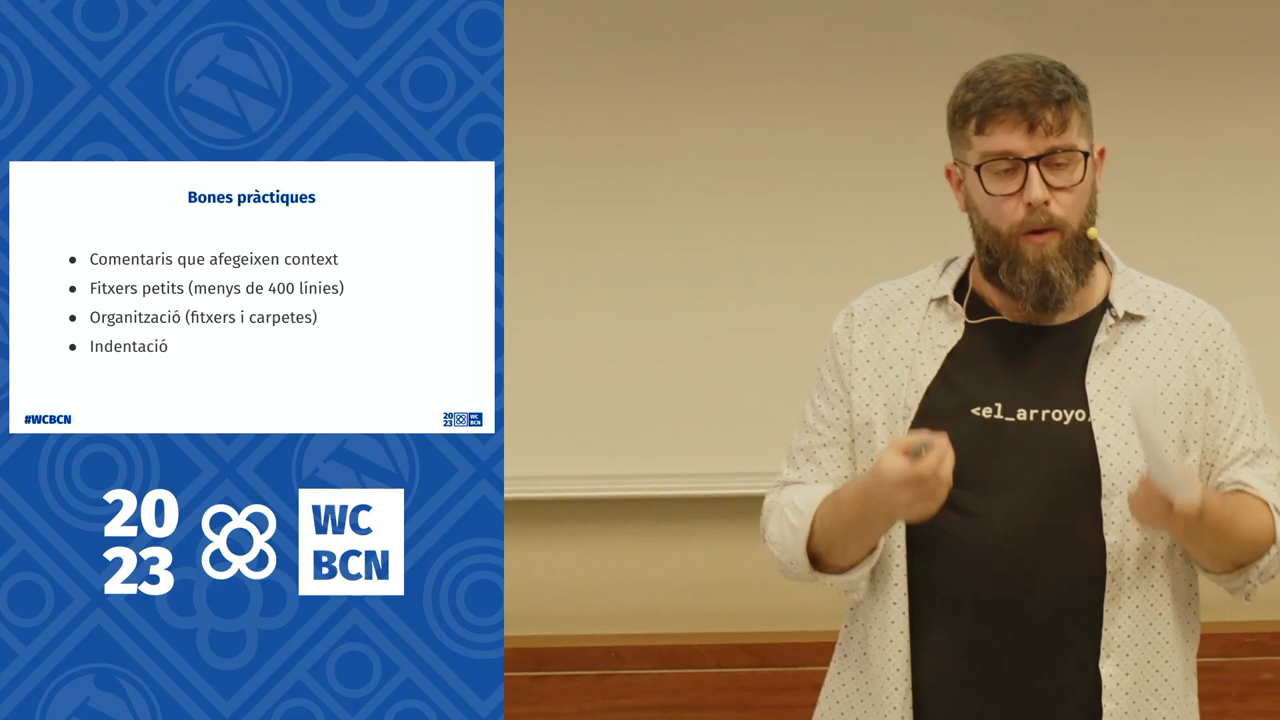 Bones pràctiques
● Comentaris que afegeixen context
● Fitxers petits (menys de 400 línies)
● Organització (fitxers i carpetes)
● Indentació
#WCBCN
20
23
WC
BCN
20
23
WC
BCN
<el_arroyo/